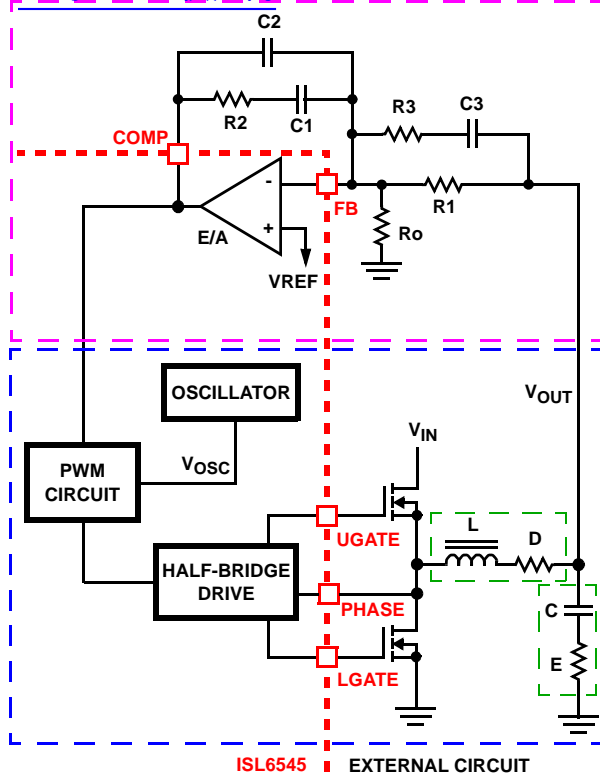 C2
R2
C1
R3
C3
COMP
-
+
E/A
FB
R1
Ro
VREF
OSCILLATOR
VOUT
VIN
PWM
CIRCUIT
VOSC
UGATE
L
D
HALF-BRIDGE
DRIVE
PHASE
C
E
LGATE
ISL6545
EXTERNAL CIRCUIT